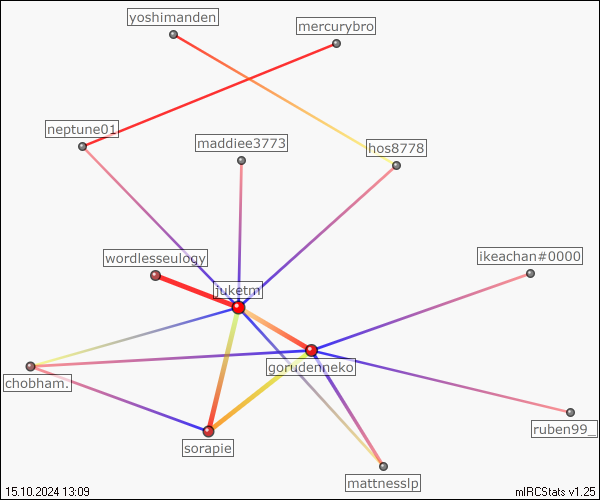 yoshimanden
mercurybro
neptune01
maddiee3773
hos8778
wordlesseulogy
ikeachan#0000
juketm
gorudenneko
chobham.
ruben99_
sorapie
mattnesslp
15.10.2024 13:09
mIRCStats v1.25